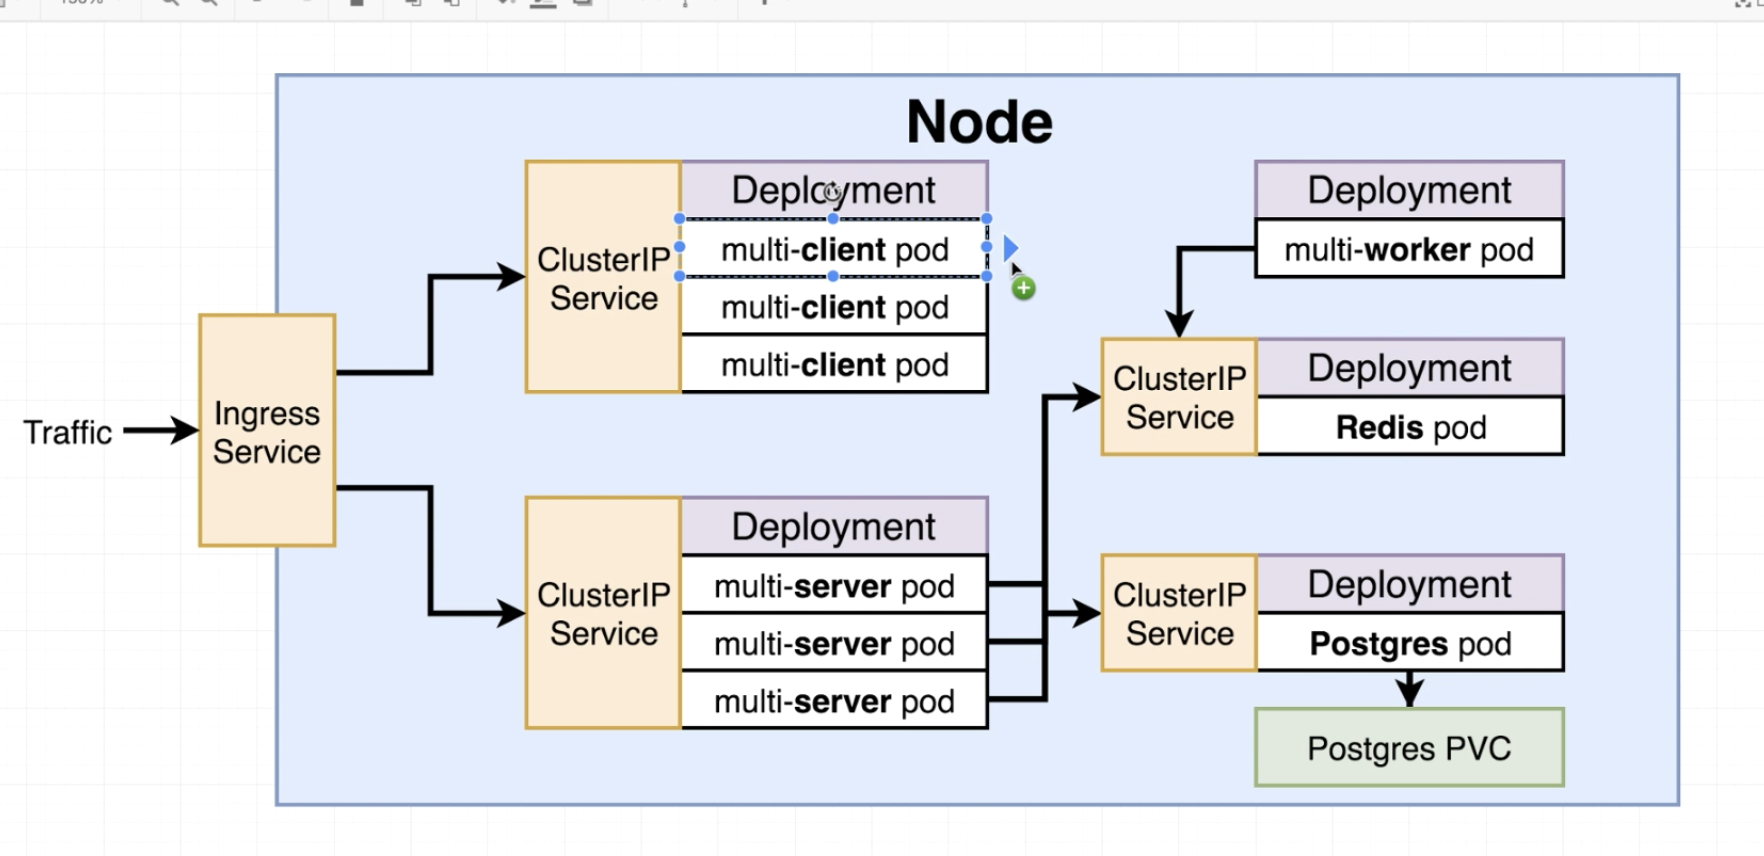 Node
Traffic
Ingress
Service
ClusterIP
Service
Deployment
multi-client pod
multi-client pod
multi-client pod
ClusterIP
Service
Deployment
multi-server pod
multi-server pod
multi-server pod
Deployment
multi-worker pod
ClusterIP
Service
Deployment
Redis pod
ClusterIP
Service
Deployment
Postgres pod
Postgres PVC